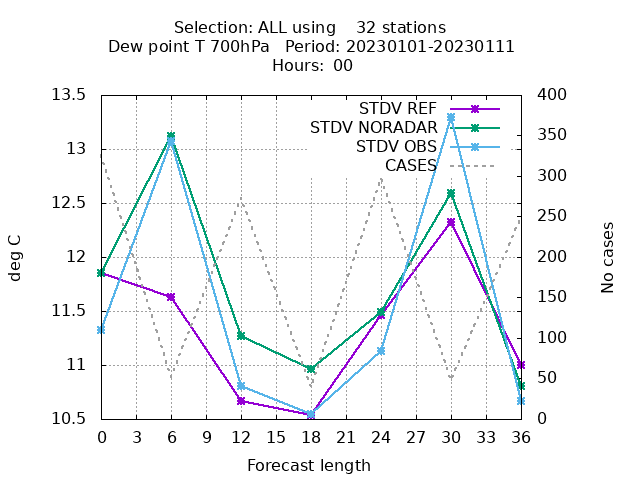 Selection: ALL using    32 stations
Dew point T 700hPa   Period: 20230101-20230111
Hours:  00
STDV REF
STDV NORADAR
STDV OBS
CASES
13.5
13
12.5
12
11.5
11
10.5
400
350
300
250
200
150
100
50
0
deg C
No cases
0 3 6 9 12 15 18 21 24 27 30 33 36
Forecast length